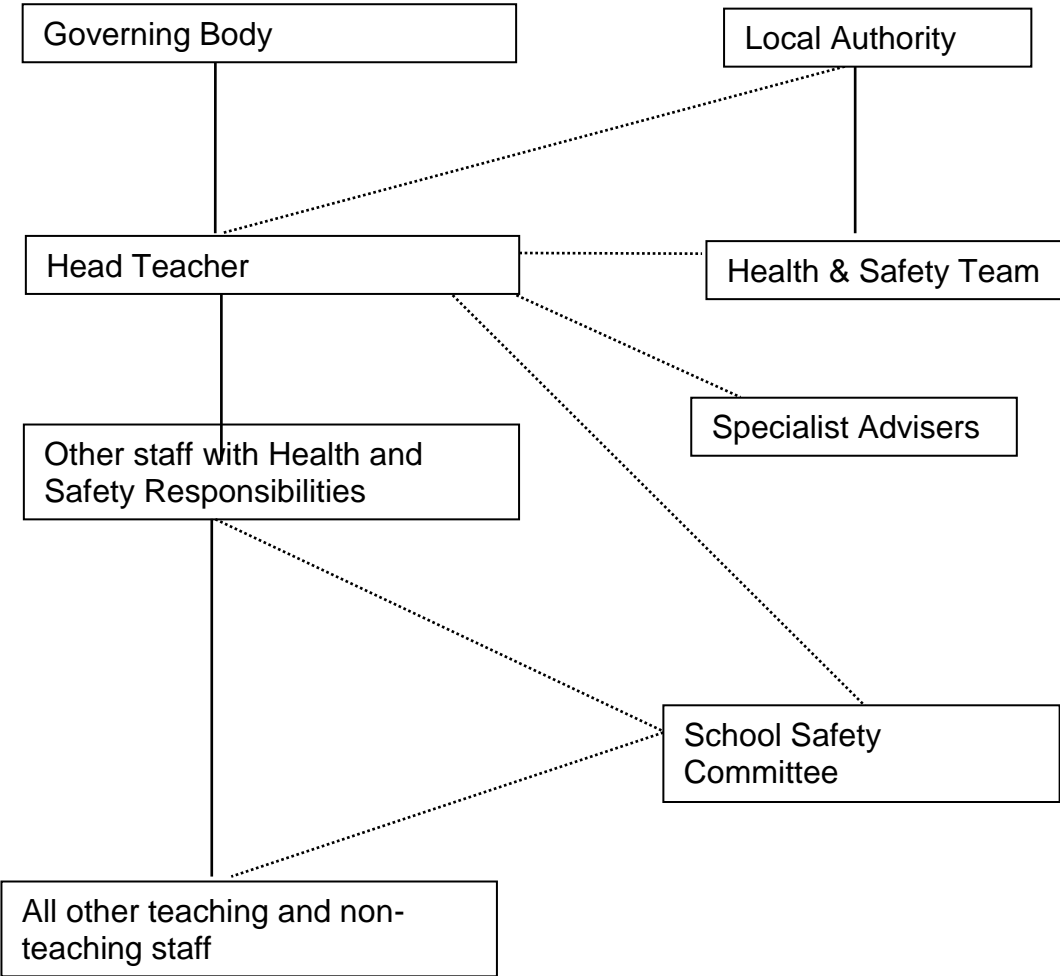 Governing Body
Local Authority
Head Teacher
Health & Safety Team
Specialist Advisers
Other staff with Health and
Safety Responsibilities
School Safety
Committee
All other teaching and non-
teaching staff